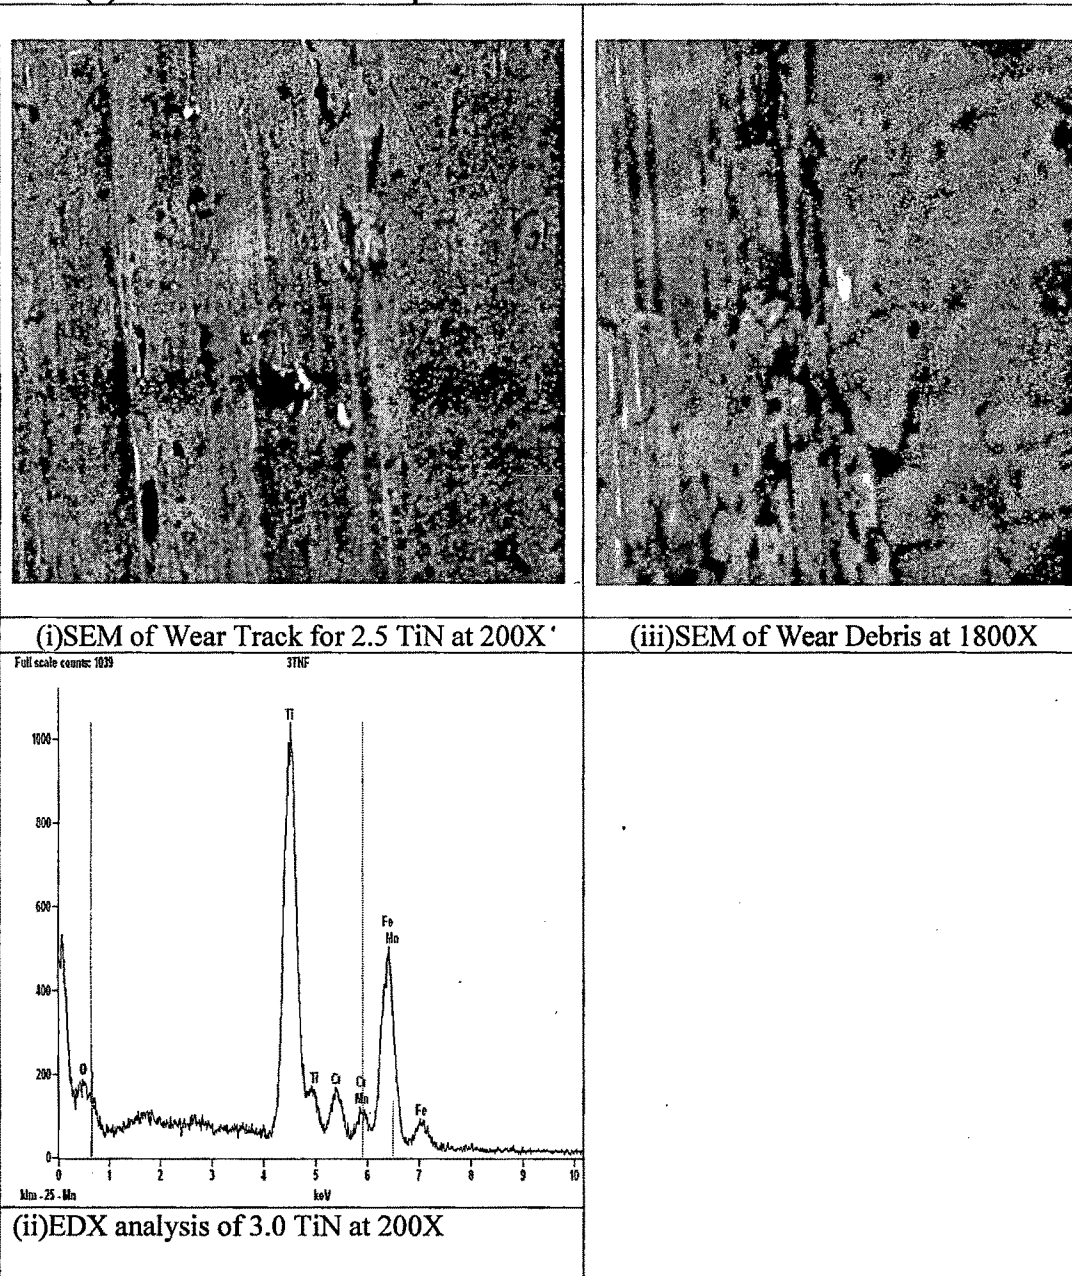 (i)SEM of Wear Track for 2.5 TiN at 200X
(iii)SEM of Wear Debris at 1800X
Full scale counts: 1039
3TNF
Ti
1000
800
600
Fe
Mn
400
200
O
Ti
Cr
Cr
Mn
Fe
0
0 1 2 3 4 5 6 7 8 9 10
klm - 25 - Mn
keV
(ii)EDX analysis of 3.0 TiN at 200X